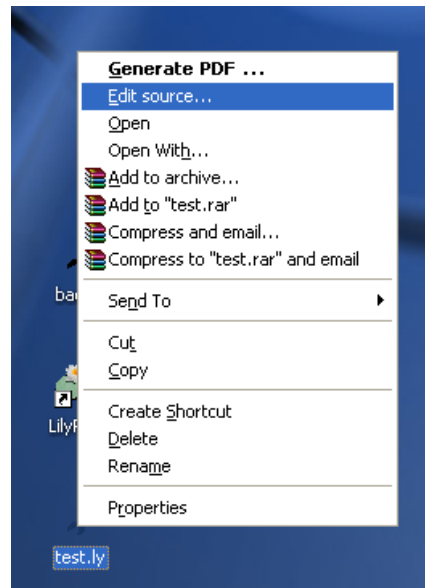 Generate PDF ...
Edit source...
Open
Open With...
Add to archive...
Add to "test.rar"
Compress and email...
Compress to "test.rar" and email
Send To
Cut
Copy
Create Shortcut
Delete
Rename
Properties
test.ly